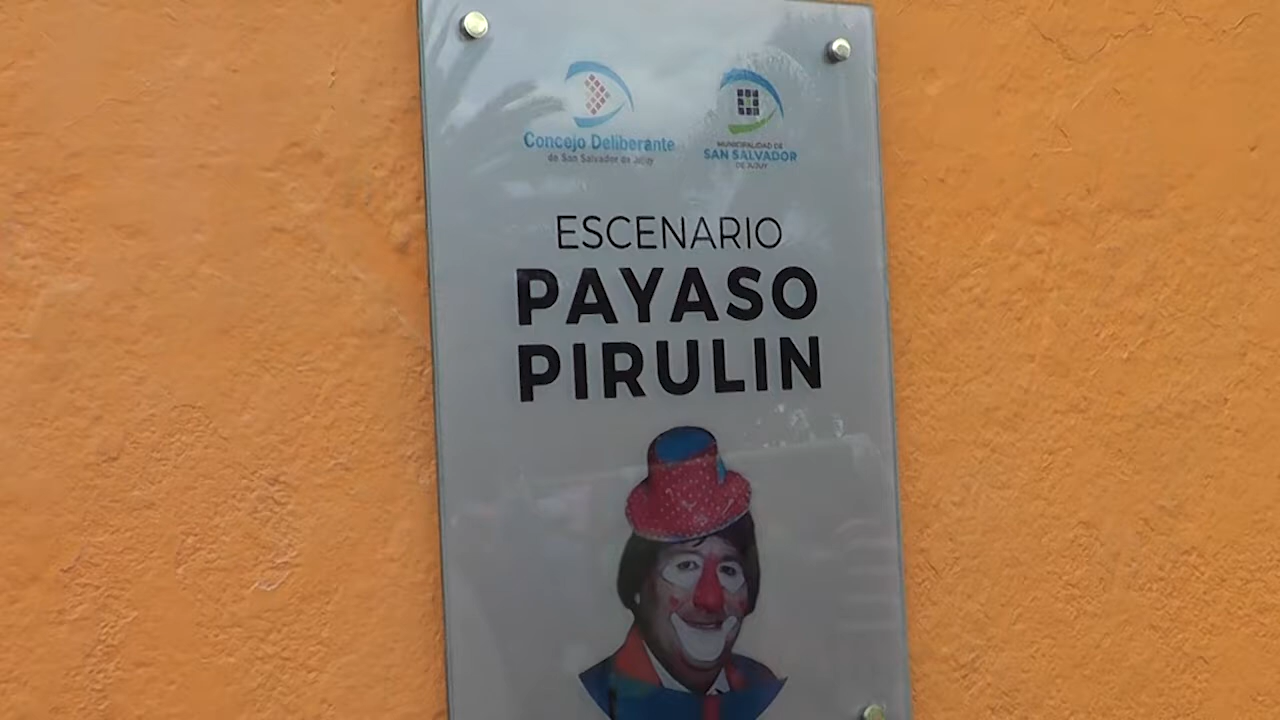 Concejo Deliberante
de San Salvador de Jujuy
MUNICIPALIDAD DE
SAN SALVADOR
DE JUJUY
ESCENARIO
PAYASO
PIRULIN